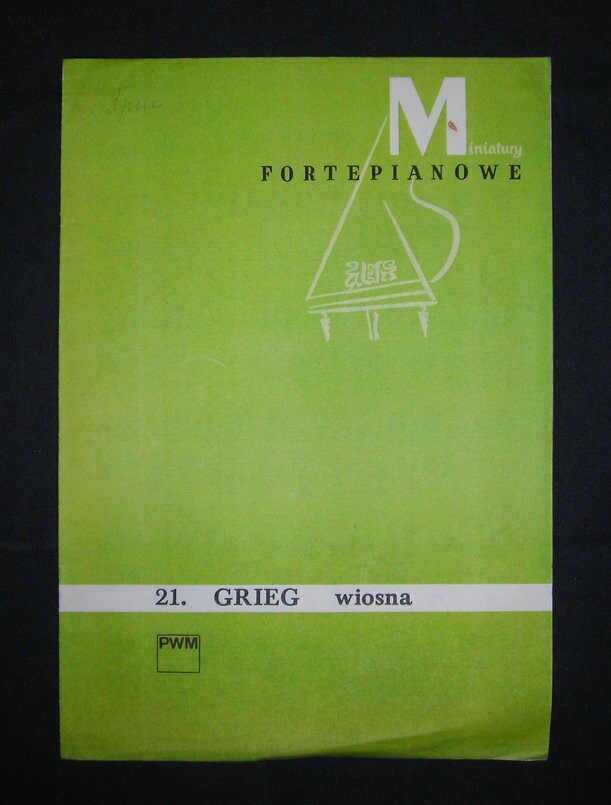 Miniatury
FORTEPIANOWE
21. GRIEG wiosna
PWM